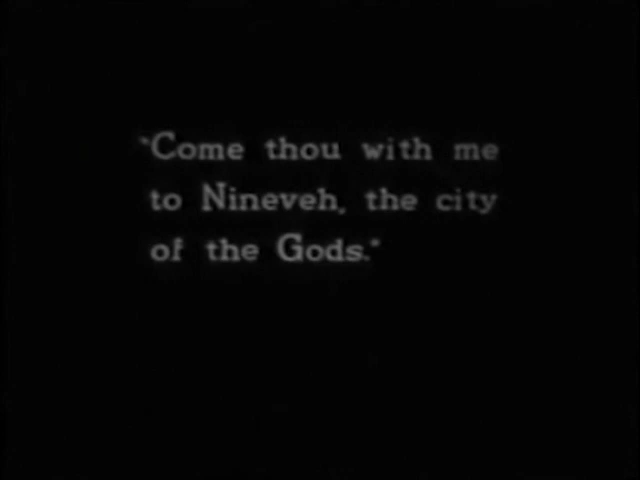 "Come thou with me
to Nineveh, the city
of the Gods."